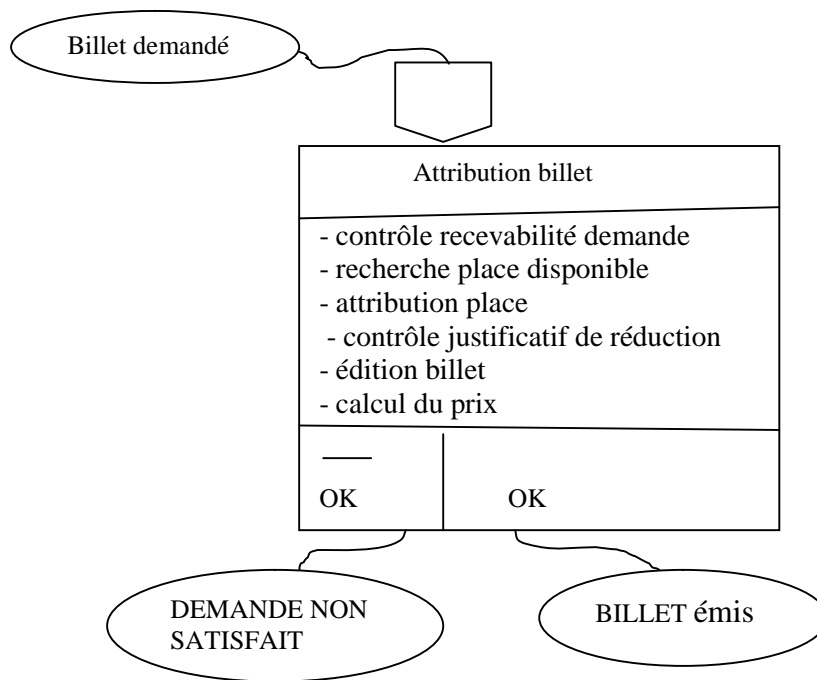 Billet demandé
Attribution billet
- contrôle recevabilité demande
- recherche place disponible
- attribution place
- contrôle justificatif de réduction
- édition billet
- calcul du prix
OK OK
DEMANDE NON
SATISFAIT
BILLET émis